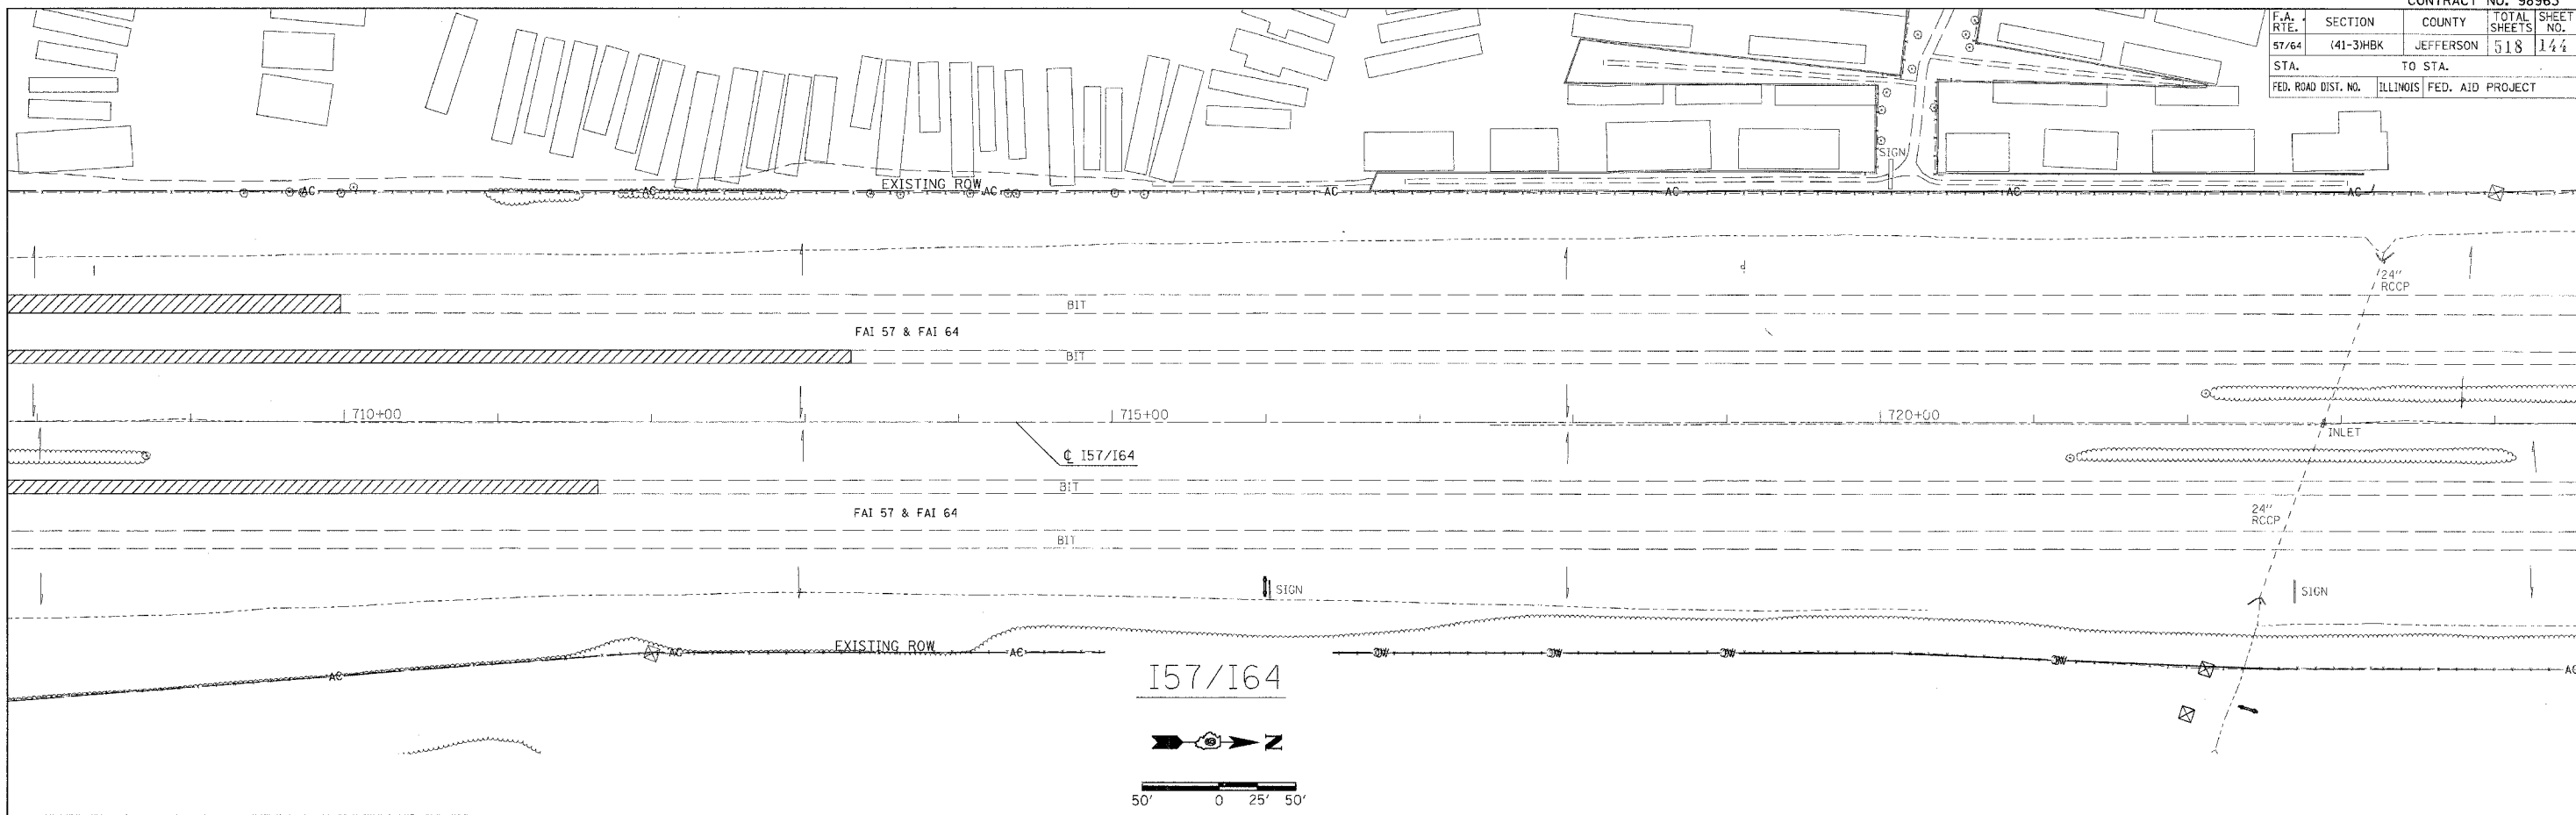 CONTRACT NO. 98965
F.A. RTE. SECTION COUNTY TOTAL SHEETS SHEET NO.
57/64 (41-3)HBK JEFFERSON 518 144
STA. TO STA.
FED. ROAD DIST. NO. ILLINOIS FED. AID PROJECT
SIGN
EXISTING ROW
AC AC AC AC AC AC AC
24" RCCP
BIT
FAI 57 & FAI 64
BIT
710+00 715+00 720+00
INLET
℄ I57/I64
BIT
24" RCCP
FAI 57 & FAI 64
BIT
SIGN SIGN
EXISTING ROW
AC AC AC AC
I57/I64
N
50' 0 25' 50'